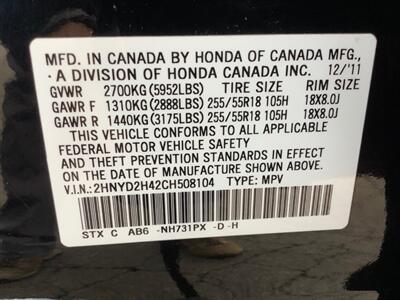 MFD. IN CANADA BY HONDA OF CANADA MFG.,
A DIVISION OF HONDA CANADA INC. 12/'11
GVWR 2700KG (5952LBS) TIRE SIZE RIM SIZE
GAWR F 1310KG (2888LBS) 255/55R18 105H 18X8.0J
GAWR R 1440KG (3175LBS) 255/55R18 105H 18X8.0J
THIS VEHICLE CONFORMS TO ALL APPLICABLE
FEDERAL MOTOR VEHICLE SAFETY
AND THEFT PREVENTION STANDARDS IN EFFECT
ON THE DATE OF MANUFACTURE SHOWN ABOVE.
V.I.N.: 2HNYD2H42CH508104 TYPE: MPV
STX C AB6 -NH731PX -D-H